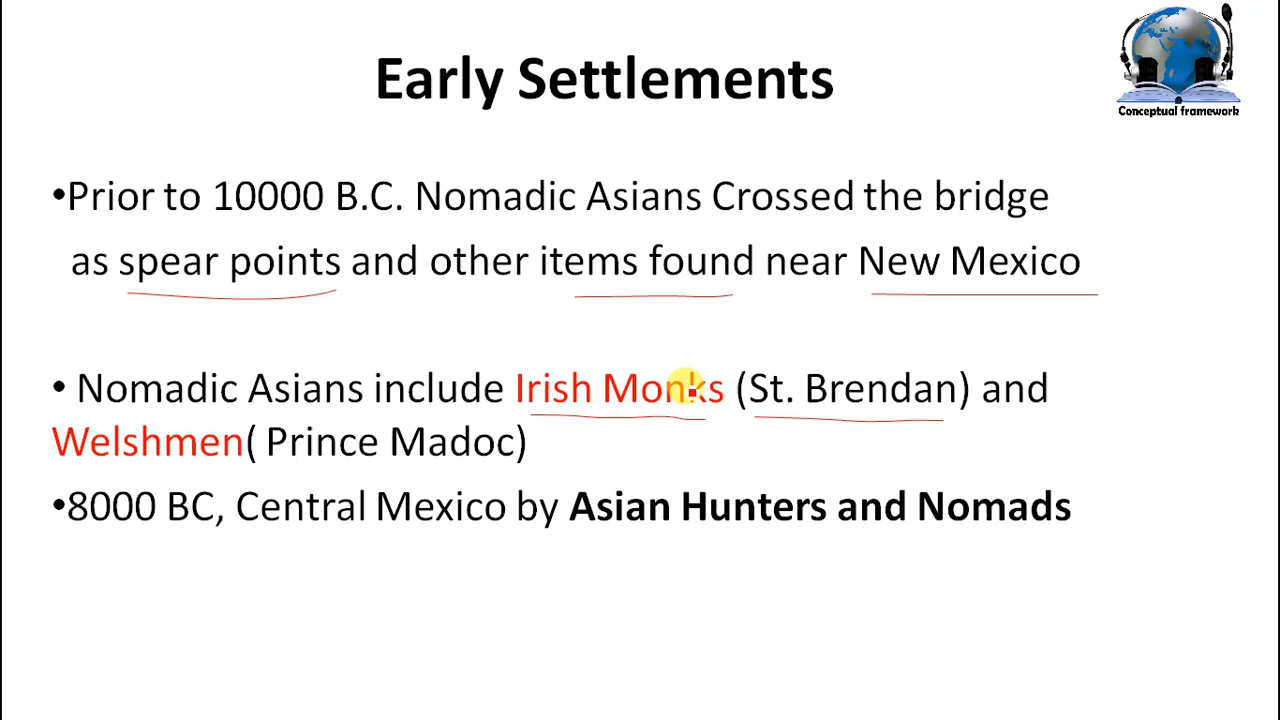 Conceptual framework
Early Settlements
•Prior to 10000 B.C. Nomadic Asians Crossed the bridge
as spear points and other items found near New Mexico
• Nomadic Asians include Irish Monks (St. Brendan) and
Welshmen( Prince Madoc)
•8000 BC, Central Mexico by Asian Hunters and Nomads